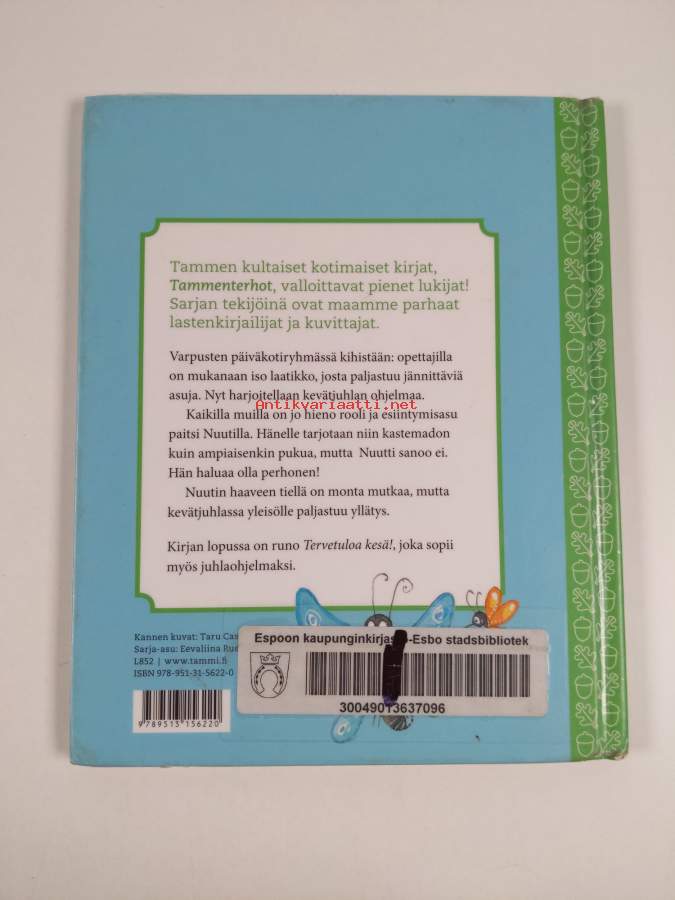 Tammen kultaiset kotimaiset kirjat,
Tammenterhot, valloittavat pienet lukijat!
Sarjan tekijöinä ovat maamme parhaat
lastenkirjailijat ja kuvittajat.
Varpusten päiväkotiryhmässä kihistään: opettajilla
on mukanaan iso laatikko, josta paljastuu jännittäviä
asuja. Nyt harjoitellaan kevätjuhlan ohjelmaa.
Antikvariaatti.net
Kaikilla muilla on jo hieno rooli ja esiintymisasu
paitsi Nuutilla. Hänelle tarjotaan niin kastemadon
kuin ampiaisenkin pukua, mutta Nuutti sanoo ei.
Hän haluaa olla perhonen!
Nuutin haaveen tiellä on monta mutkaa, mutta
kevätjuhlassa yleisölle paljastuu yllätys.
Kirjan lopussa on runo Tervetuloa kesä!, joka sopii
myös juhlaohjelmaksi.
Kannen kuvat: Taru
Sarja-asu: Eevaliina
L852 | www.tammi.fi
ISBN 978-951-31-5622-0
9 789513 156220
Espoon kaupunginkirjasto-Esbo stadsbibliotek
30049013637096